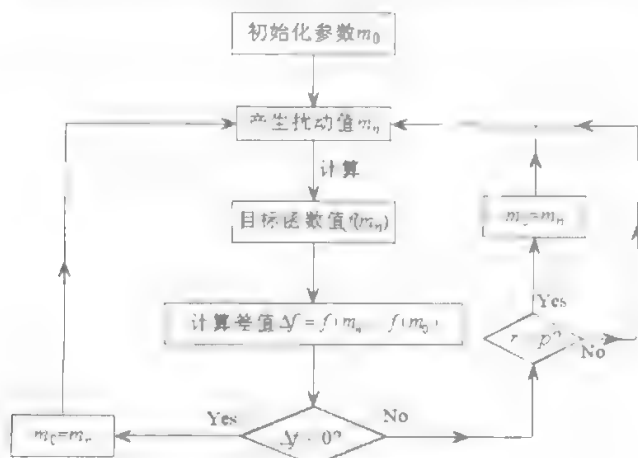 初始化参数m₀
产生扰动值mₙ
计算
目标函数值f(mₙ)
m₀=mₙ
Yes
计算差值Δf = f(mₙ) f(m₀)
r p?
No
Yes
No
m₀=mₙ
Δf 0?